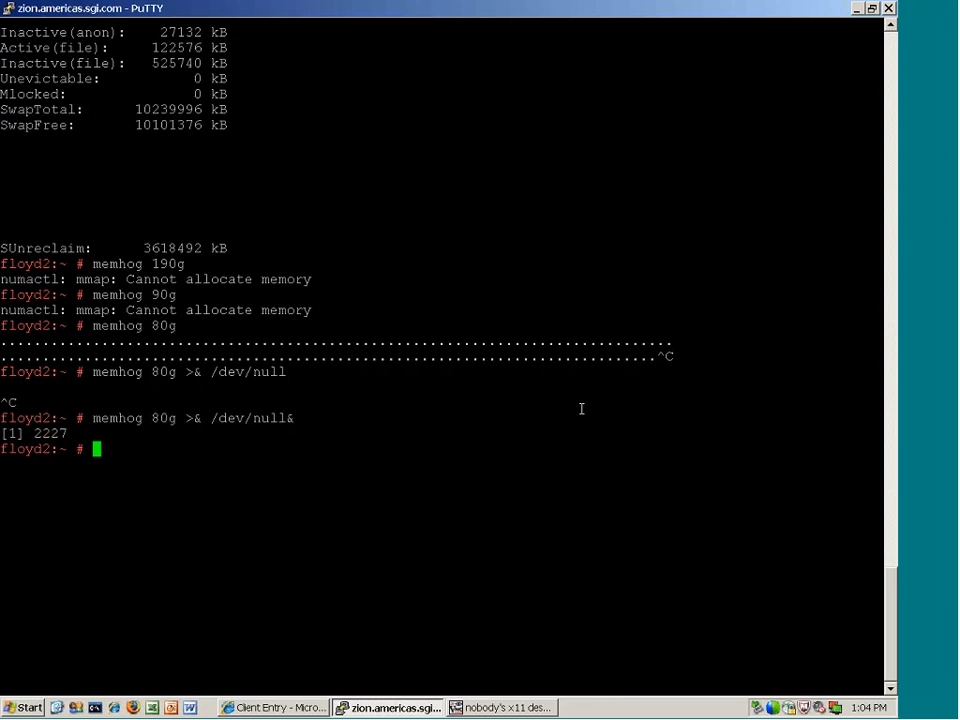 zion.americas.sgi.com - PuTTY
Inactive(anon):    27132 kB
Active(file):     122576 kB
Inactive(file):   525740 kB
Unevictable:           0 kB
Mlocked:               0 kB
SwapTotal:      10239996 kB
SwapFree:       10101376 kB
SUnreclaim:      3618492 kB
floyd2:~ # memhog 190g
numactl: mmap: Cannot allocate memory
floyd2:~ # memhog 90g
numactl: mmap: Cannot allocate memory
floyd2:~ # memhog 80g
................................................................................
..............................................................................^C
floyd2:~ # memhog 80g >& /dev/null
^C
floyd2:~ # memhog 80g >& /dev/null&
[1] 2227
floyd2:~ #
Start Client Entry - Micro... zion.americas.sgi... nobody's x11 des... 1:04 PM